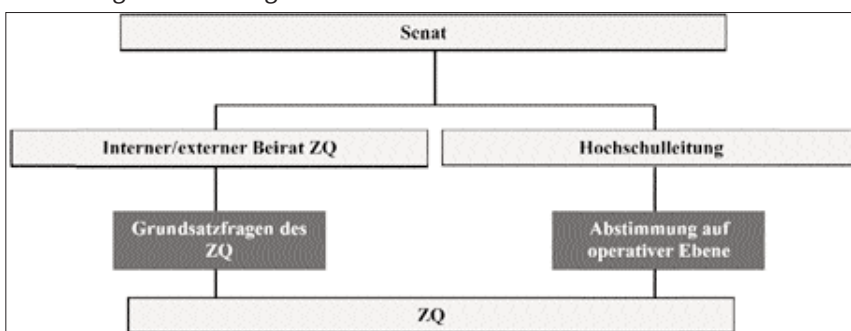 Senat
Interner/externer Beirat ZQ
Hochschulleitung
Grundsatzfragen des
ZQ
Abstimmung auf
operativer Ebene
ZQ